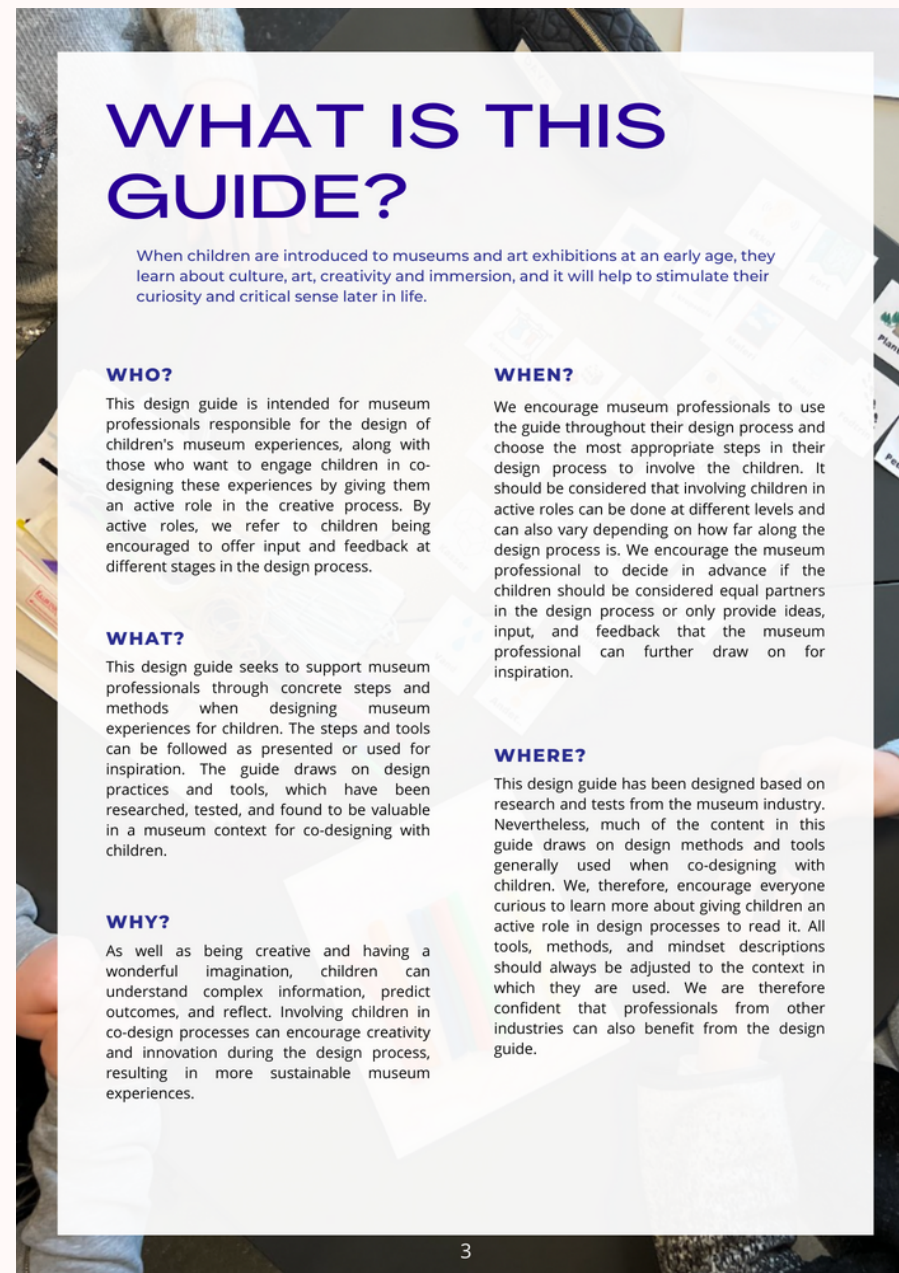 WHAT IS THIS
GUIDE?
When children are introduced to museums and art exhibitions at an early age, they
learn about culture, art, creativity and immersion, and it will help to stimulate their
curiosity and critical sense later in life.
WHO?
This design guide is intended for museum
professionals responsible for the design of
children's museum experiences, along with
those who want to engage children in co-
designing these experiences by giving them
an active role in the creative process. By
active roles, we refer to children being
encouraged to offer input and feedback at
different stages in the design process.
WHAT?
This design guide seeks to support museum
professionals through concrete steps and
methods when designing museum
experiences for children. The steps and tools
can be followed as presented or used for
inspiration. The guide draws on design
practices and tools, which have been
researched, tested, and found to be valuable
in a museum context for co-designing with
children.
WHY?
As well as being creative and having a
wonderful imagination, children can
understand complex information, predict
outcomes, and reflect. Involving children in
co-design processes can encourage creativity
and innovation during the design process,
resulting in more sustainable museum
experiences.
WHEN?
We encourage museum professionals to use
the guide throughout their design process and
choose the most appropriate steps in their
design process to involve the children. It
should be considered that involving children in
active roles can be done at different levels and
can also vary depending on how far along the
design process is. We encourage the museum
professional to decide in advance if the
children should be considered equal partners
in the design process or only provide ideas,
input, and feedback that the museum
professional can further draw on for
inspiration.
WHERE?
This design guide has been designed based on
research and tests from the museum industry.
Nevertheless, much of the content in this
guide draws on design methods and tools
generally used when co-designing with
children. We, therefore, encourage everyone
curious to learn more about giving children an
active role in design processes to read it. All
tools, methods, and mindset descriptions
should always be adjusted to the context in
which they are used. We are therefore
confident that professionals from other
industries can also benefit from the design
guide.
3